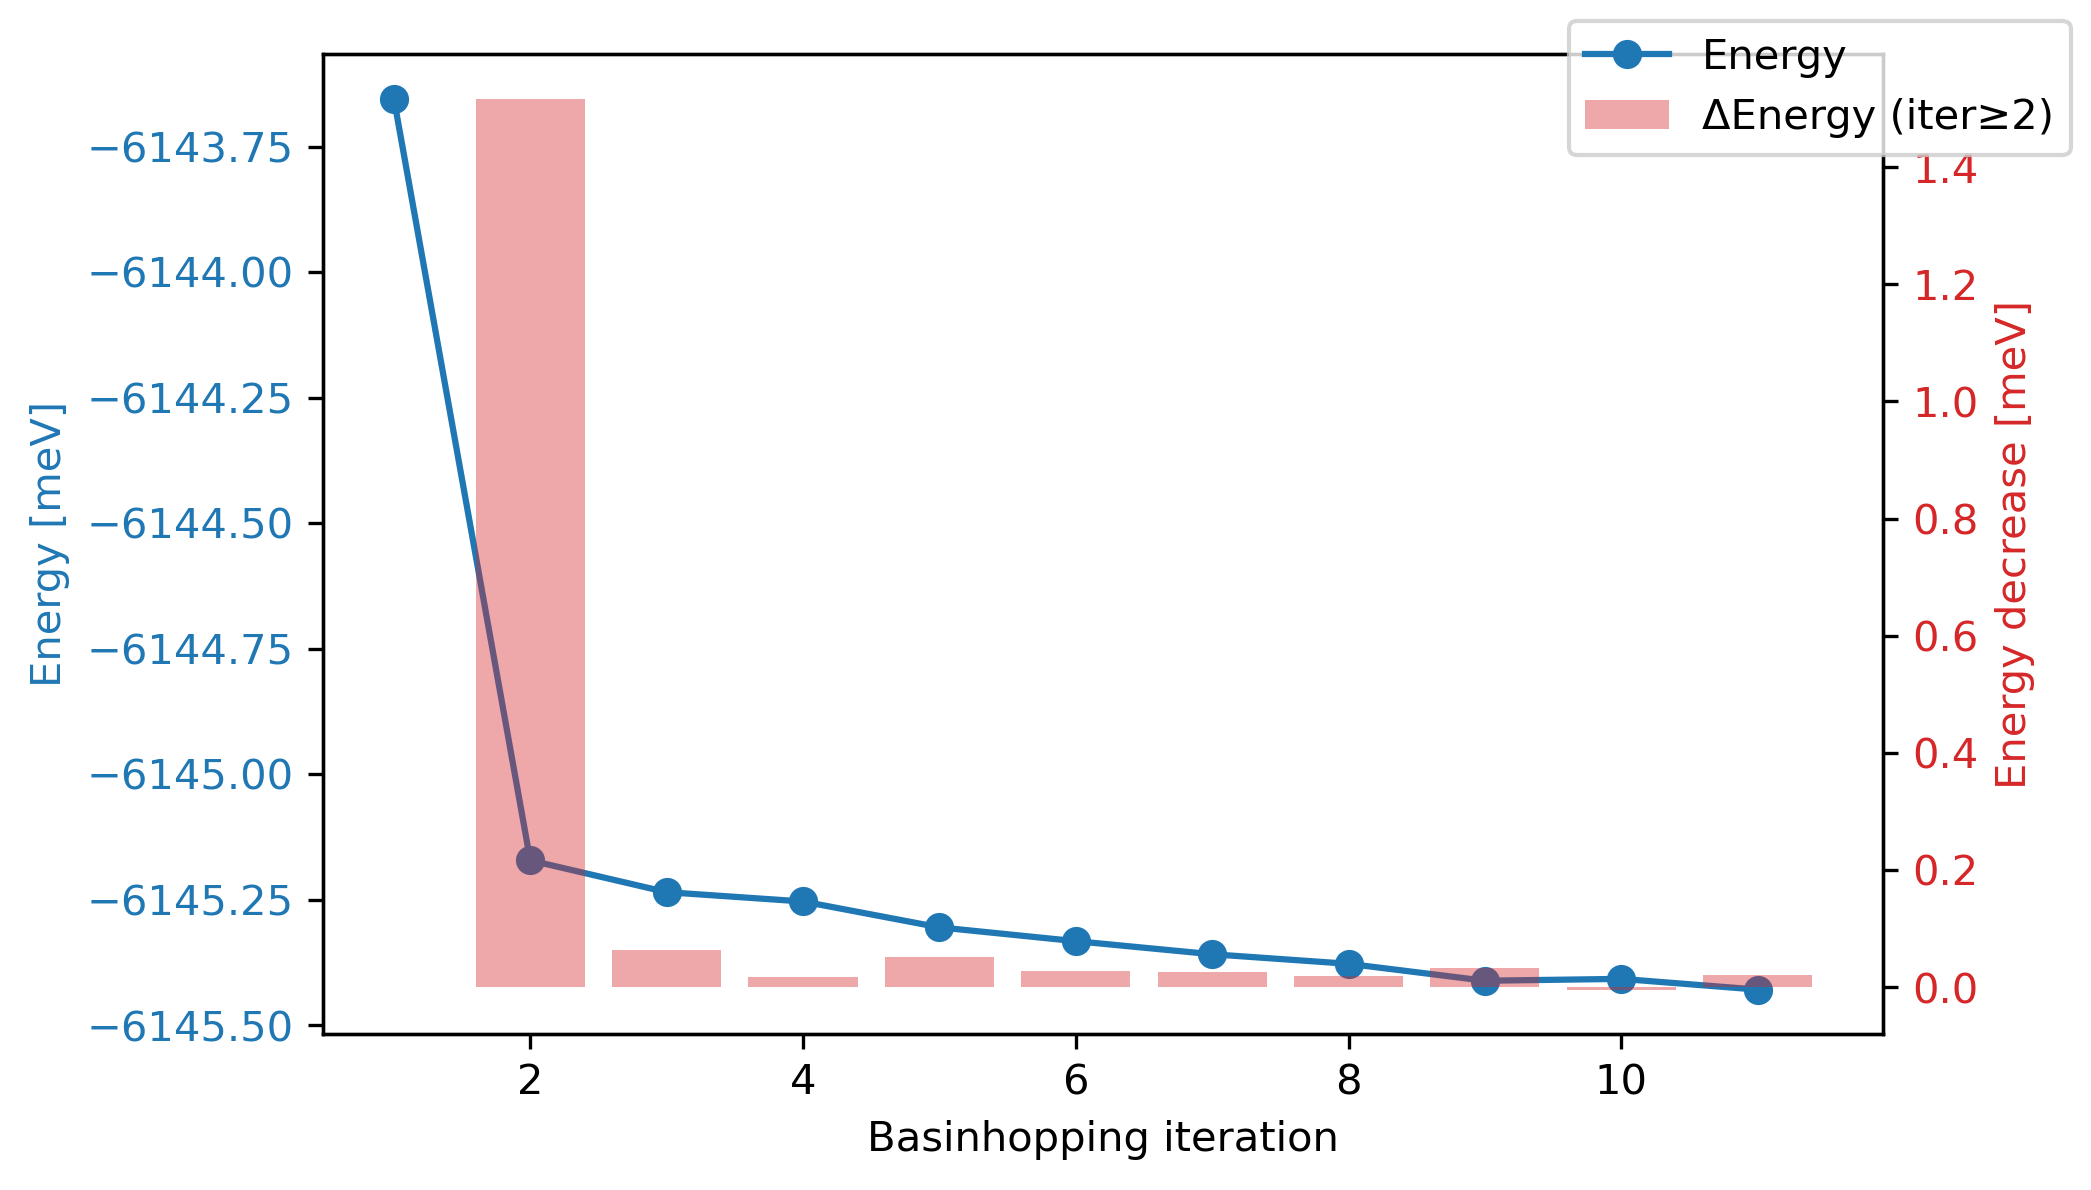 Energy
ΔEnergy (iter≥2)
Energy [meV]
−6143.75
−6144.00
−6144.25
−6144.50
−6144.75
−6145.00
−6145.25
−6145.50
1.4
1.2
1.0
0.8
0.6
0.4
0.2
0.0
Energy decrease [meV]
2 4 6 8 10
Basinhopping iteration